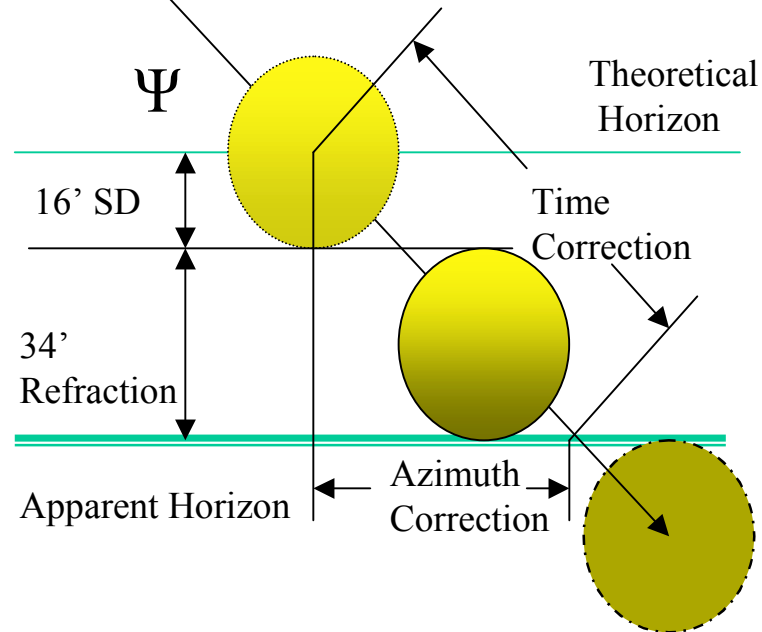 Ψ
Theoretical
Horizon
16’ SD
Time
Correction
34’
Refraction
Azimuth
Correction
Apparent Horizon